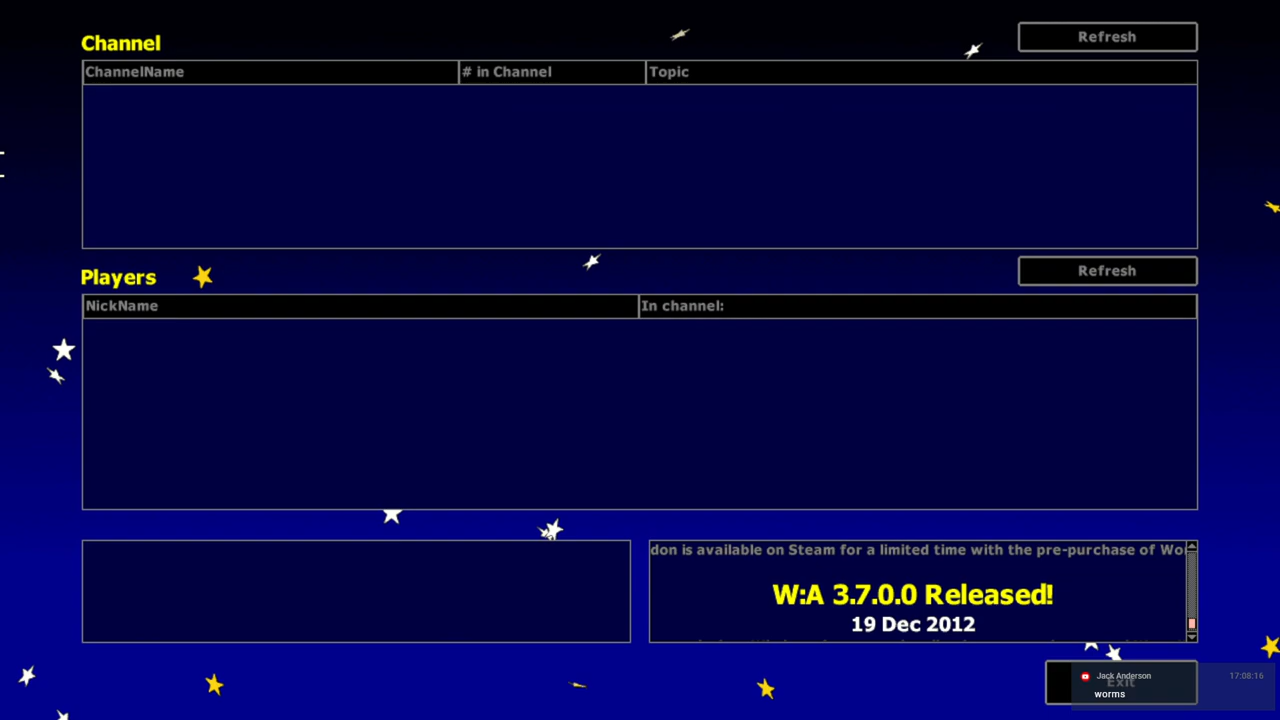 Channel
Refresh
ChannelName # in Channel Topic
Players
Refresh
NickName In channel:
don is available on Steam for a limited time with the pre-purchase of Wo
W:A 3.7.0.0 Released!
19 Dec 2012
Exit
Jack Anderson 17:08:16
worms